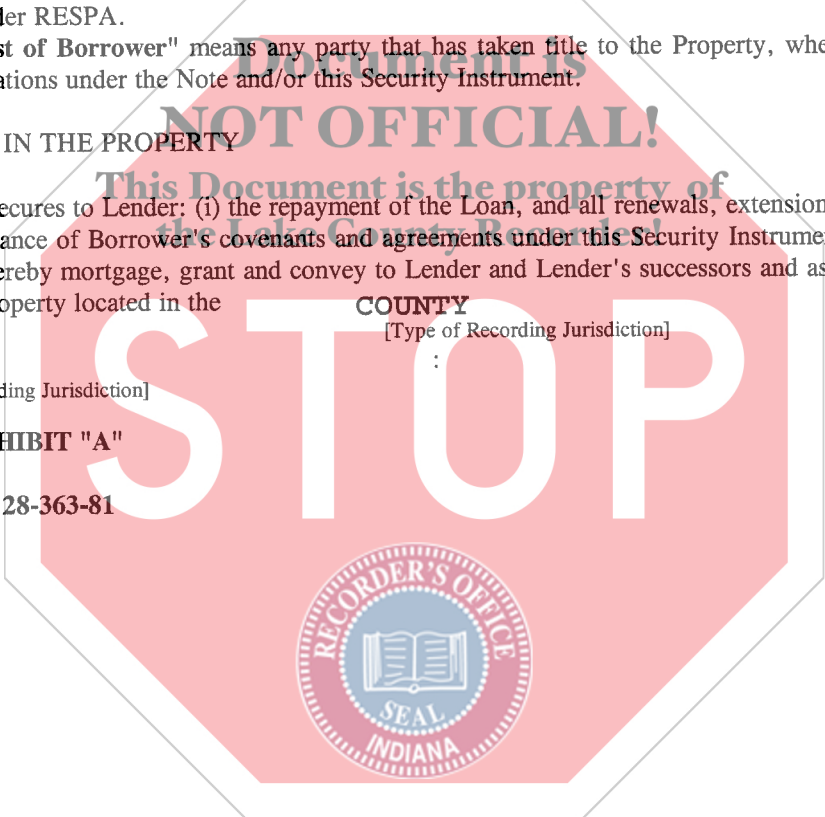 der RESPA.
st of Borrower" means any party that has taken title to the Property, whe
Document is
ations under the Note and/or this Security Instrument.
NOT OFFICIAL!
IN THE PROPERTY
This Document is the property of
ecures to Lender: (i) the repayment of the Loan, and all renewals, extension
the Lake County Recorder!
ance of Borrower's covenants and agreements under this Security Instrume
ereby mortgage, grant and convey to Lender and Lender's successors and as
operty located in the COUNTY
[Type of Recording Jurisdiction]
:
ding Jurisdiction]
HIBIT "A"
28-363-81
STOP
RECORDER'S OFFICE
SEAL
INDIANA